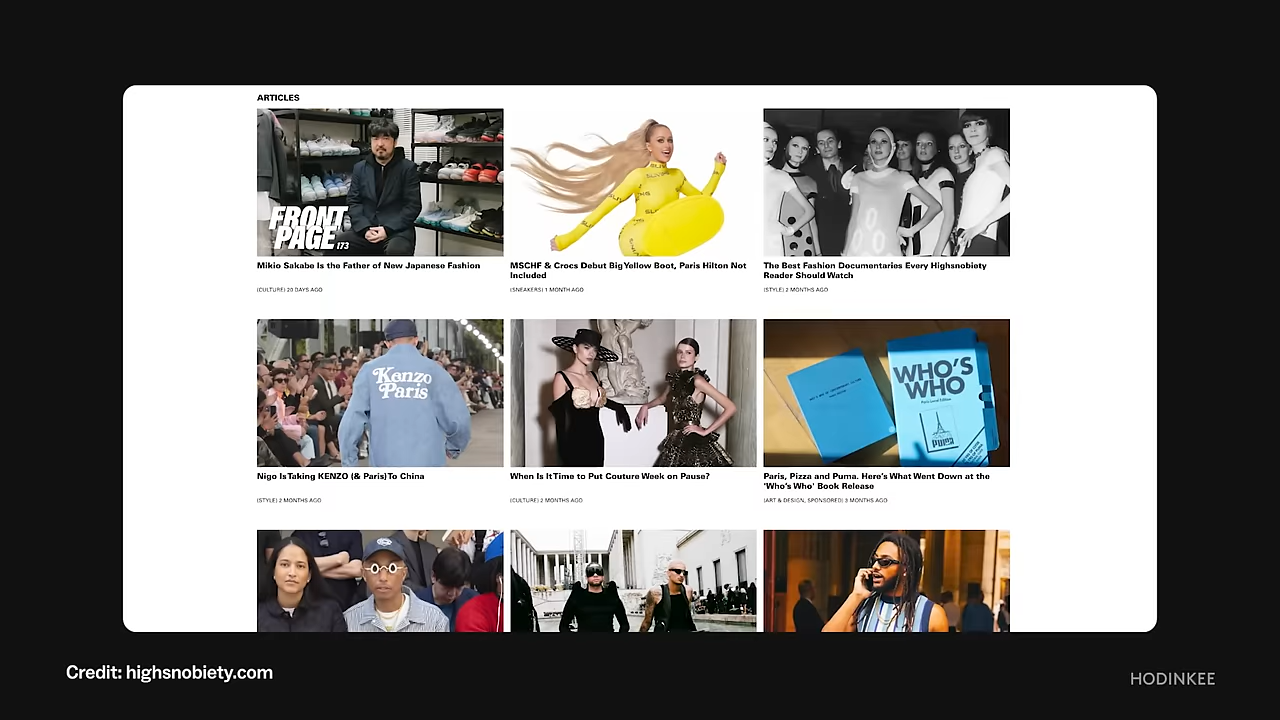 ARTICLES
FRONT
PAGE 173
Mikio Sakabe Is the Father of New Japanese Fashion
(CULTURE) 20 DAYS AGO
MSCHF & Crocs Debut Big Yellow Boot, Paris Hilton Not
Included
(SNEAKERS) 1 MONTH AGO
The Best Fashion Documentaries Every Highsnobiety
Reader Should Watch
(STYLE) 2 MONTHS AGO
Kenzo
Paris
Nigo Is Taking KENZO (& Paris) To China
(STYLE) 2 MONTHS AGO
When Is It Time to Put Couture Week on Pause?
(CULTURE) 2 MONTHS AGO
WHO'S
WHO
Paris, Pizza and Puma. Here's What Went Down at the
'Who's Who' Book Release
(ART & DESIGN, SPONSORED) 3 MONTHS AGO
Credit: highsnobiety.com
HODINKEE